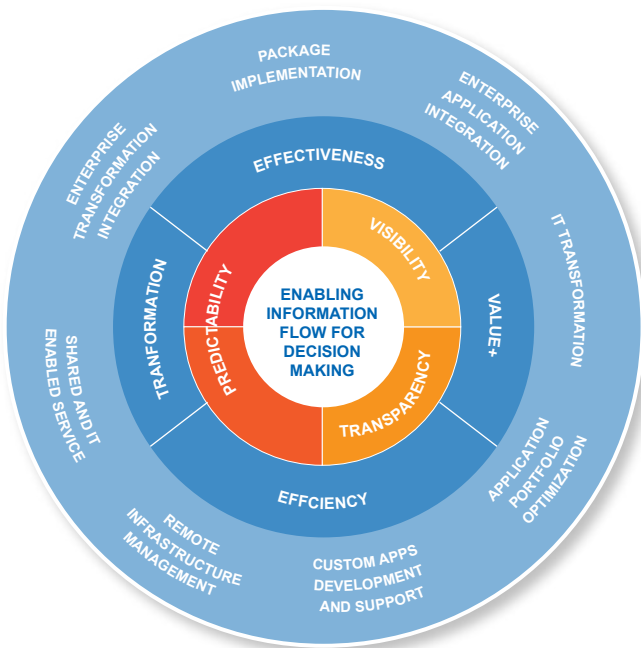 PACKAGE
IMPLEMENTATION
ENTERPRISE
APPLICATION
INTEGRATION
IT TRANSFORMATION
APPLICATION
PORTFOLIO
OPTIMIZATION
CUSTOM APPS
DEVELOPMENT
AND SUPPORT
REMOTE
INFRASTRUCTURE
MANAGEMENT
SHARED AND IT
ENABLED SERVICE
ENTERPRISE
TRANSFORMATION
INTEGRATION
EFFECTIVENESS
VALUE+
EFFCIENCY
TRANFORMATION
PREDICTABILITY
VISIBILITY
TRANSPARENCY
ENABLING
INFORMATION
FLOW FOR
DECISION
MAKING